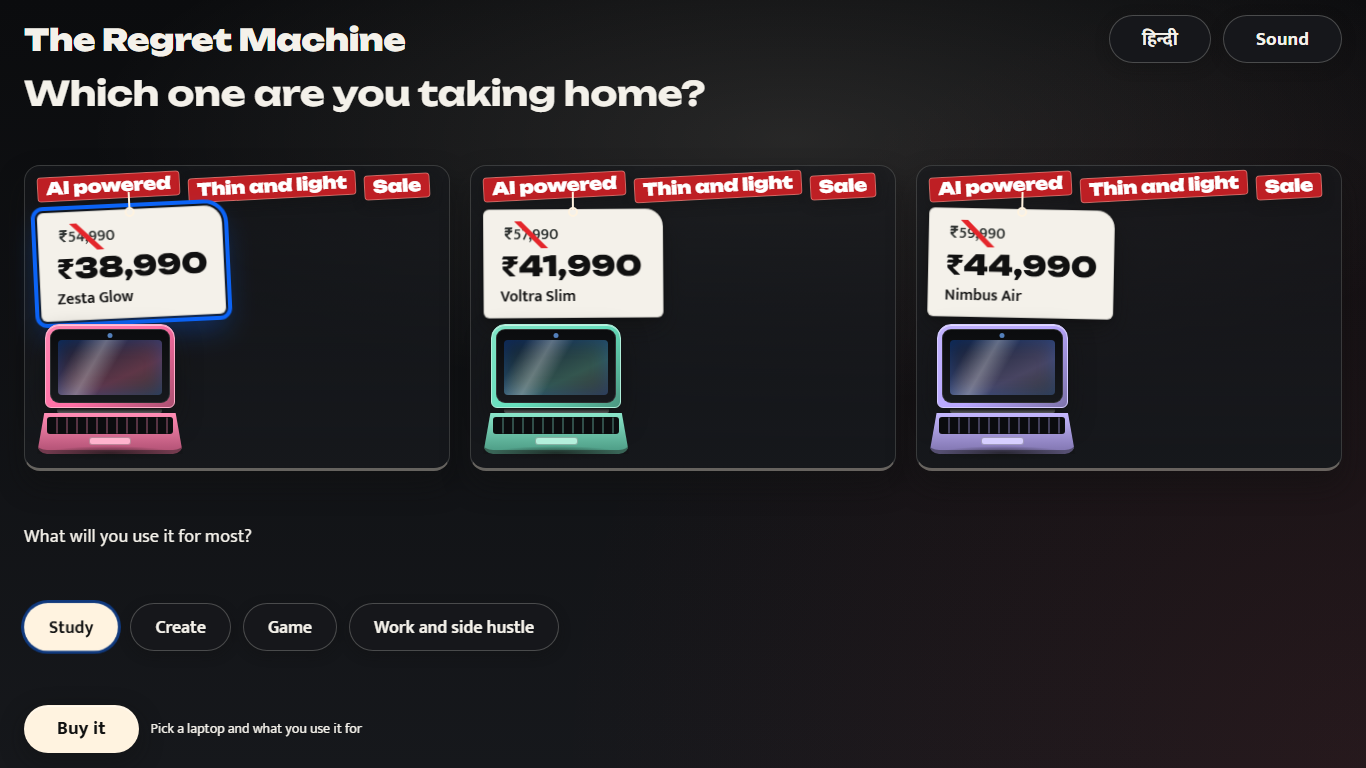 The Regret Machine
हिन्दी
Sound
Which one are you taking home?
AI powered
Thin and light
Sale
₹54,990
₹38,990
Zesta Glow
AI powered
Thin and light
Sale
₹57,990
₹41,990
Voltra Slim
AI powered
Thin and light
Sale
₹59,990
₹44,990
Nimbus Air
What will you use it for most?
Study
Create
Game
Work and side hustle
Buy it
Pick a laptop and what you use it for